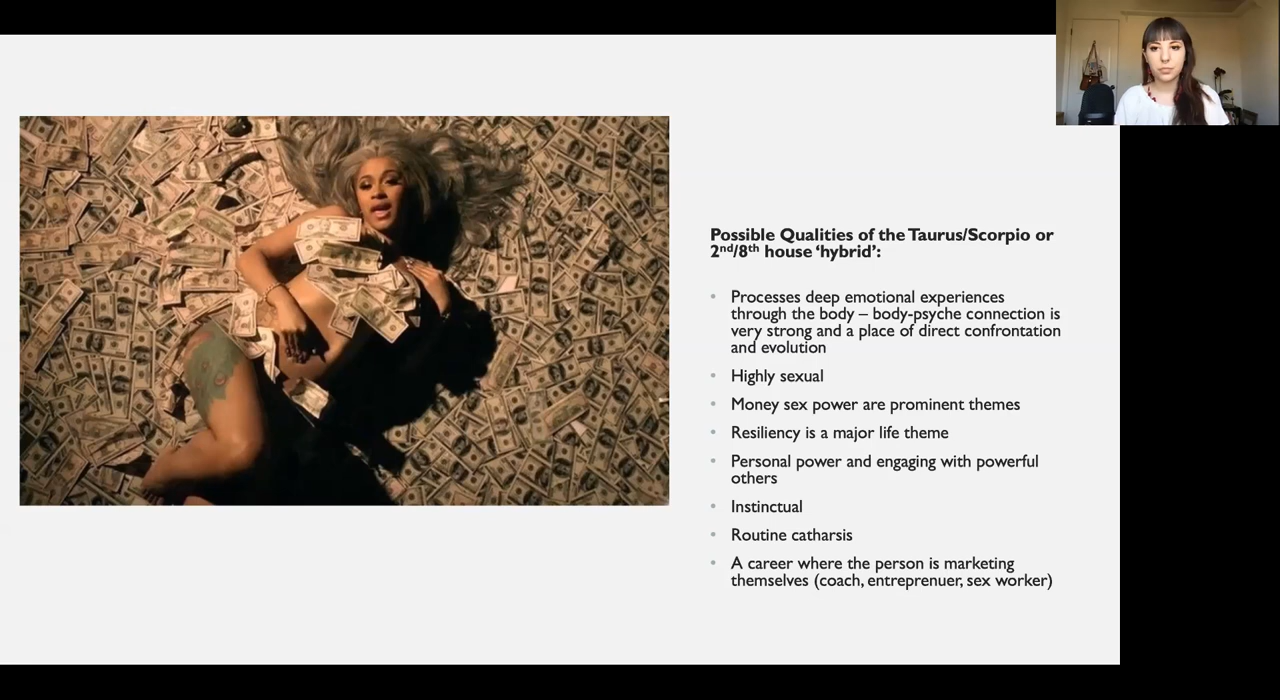 Possible Qualities of the Taurus/Scorpio or
2nd/8th house ‘hybrid’:
• Processes deep emotional experiences
through the body – body-psyche connection is
very strong and a place of direct confrontation
and evolution
• Highly sexual
• Money sex power are prominent themes
• Resiliency is a major life theme
• Personal power and engaging with powerful
others
• Instinctual
• Routine catharsis
• A career where the person is marketing
themselves (coach, entreprenuer, sex worker)